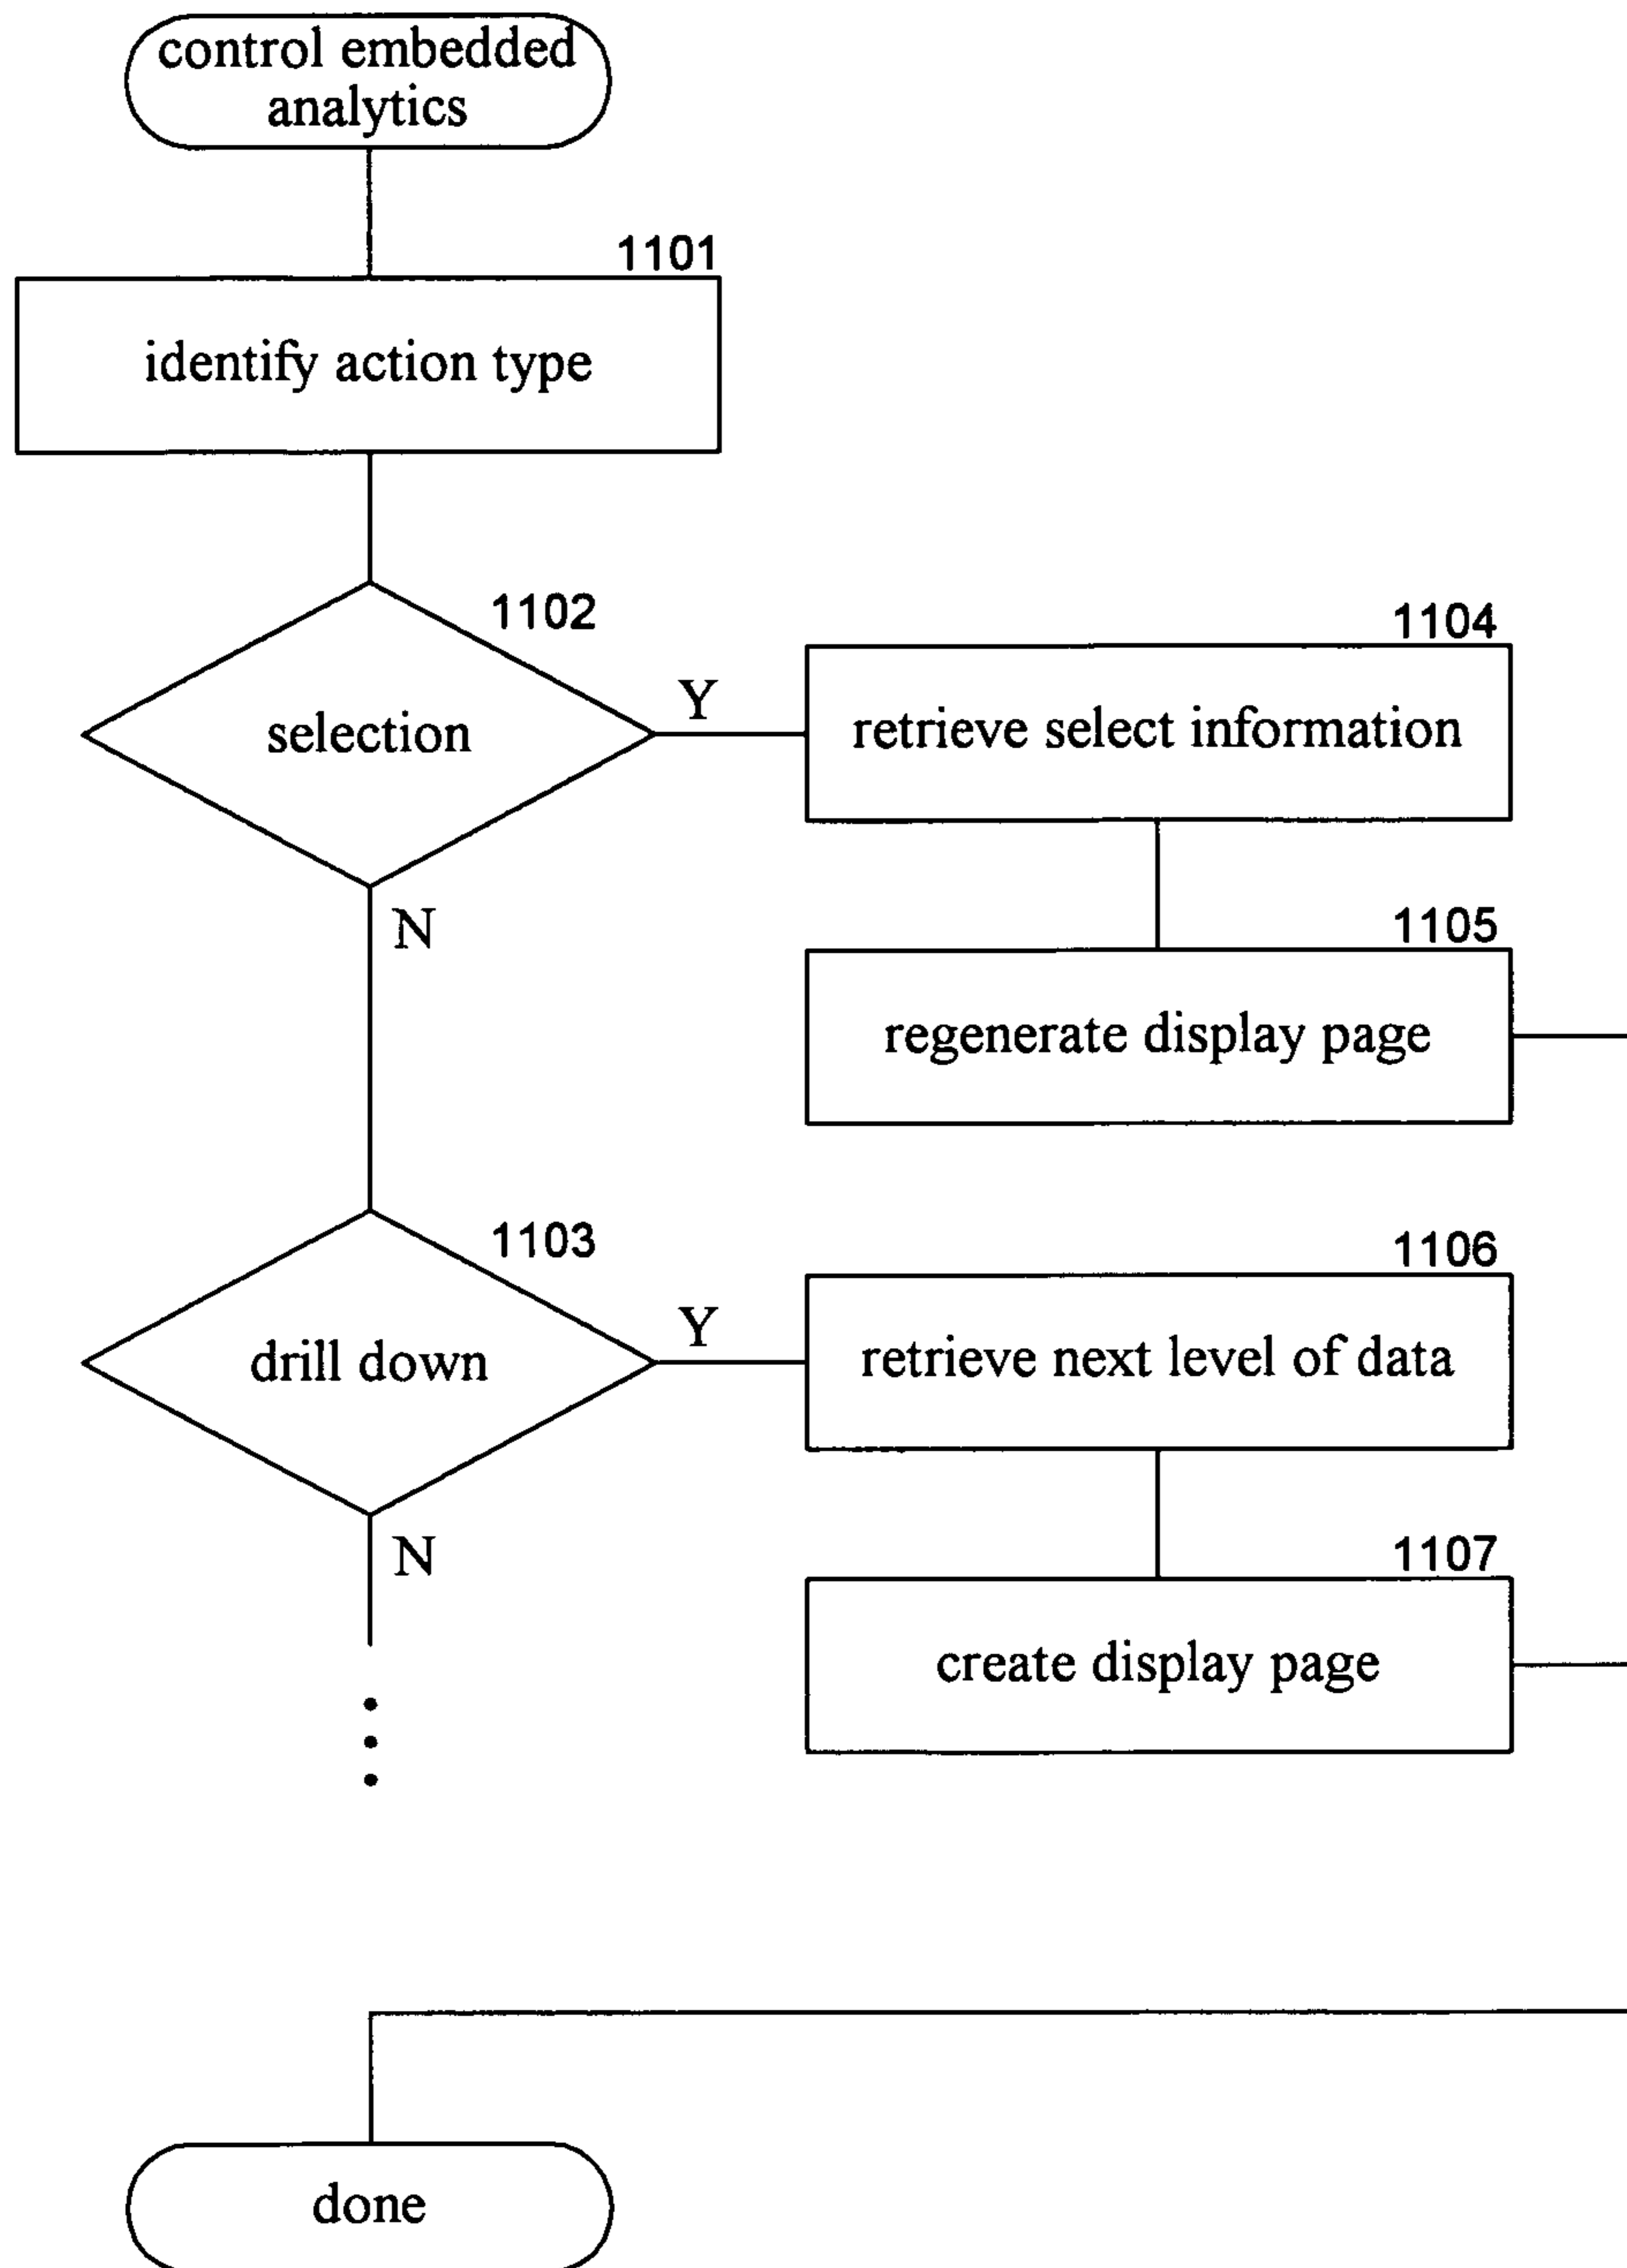 control embedded
analytics
1101
identify action type
1102
selection
Y
N
1104
retrieve select information
1105
regenerate display page
1103
drill down
Y
N
1106
retrieve next level of data
1107
create display page
done